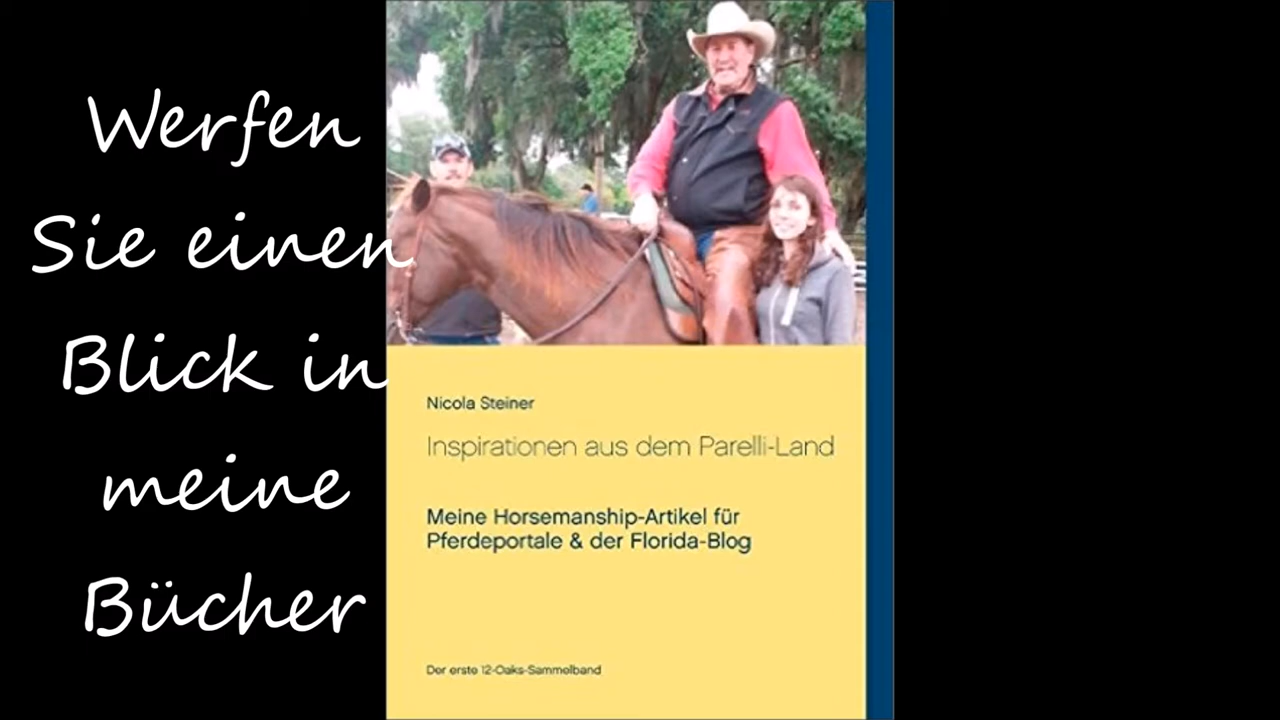 Werfen
Sie einen
Blick in
meine
Bücher
Nicola Steiner
Inspirationen aus dem Parelli-Land
Meine Horsemanship-Artikel für
Pferdeportale & der Florida-Blog
Der erste 12-Oaks-Sammelband